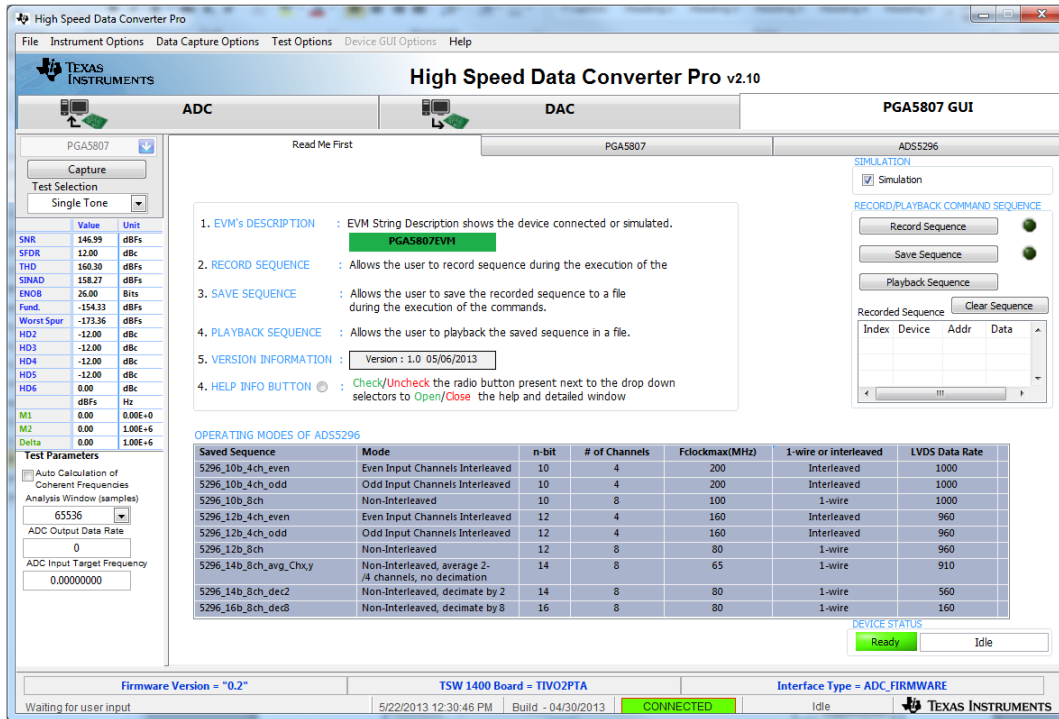 High Speed Data Converter Pro
File Instrument Options Data Capture Options Test Options Device GUI Options Help
TEXAS INSTRUMENTS
High Speed Data Converter Pro v2.10
ADC
DAC
PGA5807 GUI
PGA5807
Capture
Test Selection
Single Tone
Value Unit
SNR 146.99 dBFs
SFDR 12.00 dBc
THD 160.30 dBFs
SINAD 158.27 dBFs
ENOB 26.00 Bits
Fund. -154.33 dBFs
Worst Spur -173.36 dBFs
HD2 -12.00 dBc
HD3 -12.00 dBc
HD4 -12.00 dBc
HD5 -12.00 dBc
HD6 0.00 dBc
dBFs Hz
M1 0.00 0.00E+0
M2 0.00 1.00E+6
Delta 0.00 1.00E+6
Test Parameters
Auto Calculation of
Coherent Frequencies
Analysis Window (samples)
65536
ADC Output Data Rate
0
ADC Input Target Frequency
0.00000000
Read Me First
PGA5807
ADS5296
SIMULATION
Simulation
1. EVM's DESCRIPTION : EVM String Description shows the device connected or simulated.
PGA5807EVM
2. RECORD SEQUENCE : Allows the user to record sequence during the execution of the
3. SAVE SEQUENCE : Allows the user to save the recorded sequence to a file
during the execution of the commands.
4. PLAYBACK SEQUENCE : Allows the user to playback the saved sequence in a file.
5. VERSION INFORMATION : Version : 1.0 05/06/2013
4. HELP INFO BUTTON : Check/Uncheck the radio button present next to the drop down
selectors to Open/Close the help and detailed window
RECORD/PLAYBACK COMMAND SEQUENCE
Record Sequence
Save Sequence
Playback Sequence
Recorded Sequence Clear Sequence
Index Device Addr Data
OPERATING MODES OF ADS5296
Saved Sequence Mode n-bit # of Channels Fclockmax(MHz) 1-wire or interleaved LVDS Data Rate
5296_10b_4ch_even Even Input Channels Interleaved 10 4 200 Interleaved 1000
5296_10b_4ch_odd Odd Input Channels Interleaved 10 4 200 Interleaved 1000
5296_10b_8ch Non-Interleaved 10 8 100 1-wire 1000
5296_12b_4ch_even Even Input Channels Interleaved 12 4 160 Interleaved 960
5296_12b_4ch_odd Odd Input Channels Interleaved 12 4 160 Interleaved 960
5296_12b_8ch Non-Interleaved 12 8 80 1-wire 960
5296_14b_8ch_avg_Chx,y Non-Interleaved, average 2- 14 8 65 1-wire 910
/4 channels, no decimation
5296_14b_8ch_dec2 Non-Interleaved, decimate by 2 14 8 80 1-wire 560
5296_16b_8ch_dec8 Non-Interleaved, decimate by 8 16 8 80 1-wire 160
DEVICE STATUS
Ready Idle
Firmware Version = "0.2" TSW 1400 Board = TIVO2PTA Interface Type = ADC_FIRMWARE
Waiting for user input 5/22/2013 12:30:46 PM Build - 04/30/2013 CONNECTED Idle TEXAS INSTRUMENTS